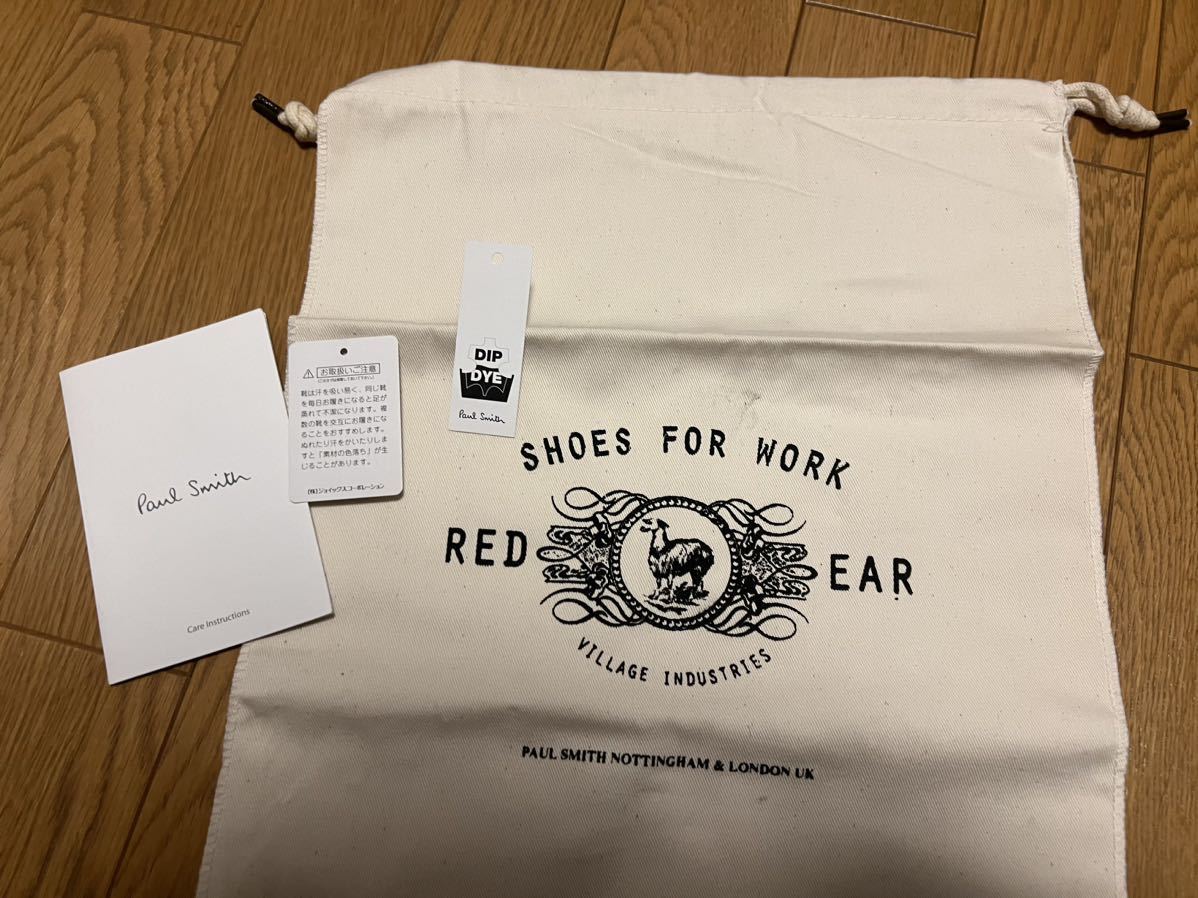 Paul Smith
Care Instructions
お取扱いご注意
靴は汗を吸い易く、同じ靴
を毎日お履きになると足が
蒸れて不潔になります。複
数の靴を交互にお履きにな
ることをおすすめします。
ぬれたり汗をかいたりしま
すと「素材の色落ち」が生
じることがあります。
(株)ジョイックスコーポレーション
DIP
DYE
Paul Smith
SHOES FOR WORK
RED EAR
VILLAGE INDUSTRIES
PAUL SMITH NOTTINGHAM & LONDON UK